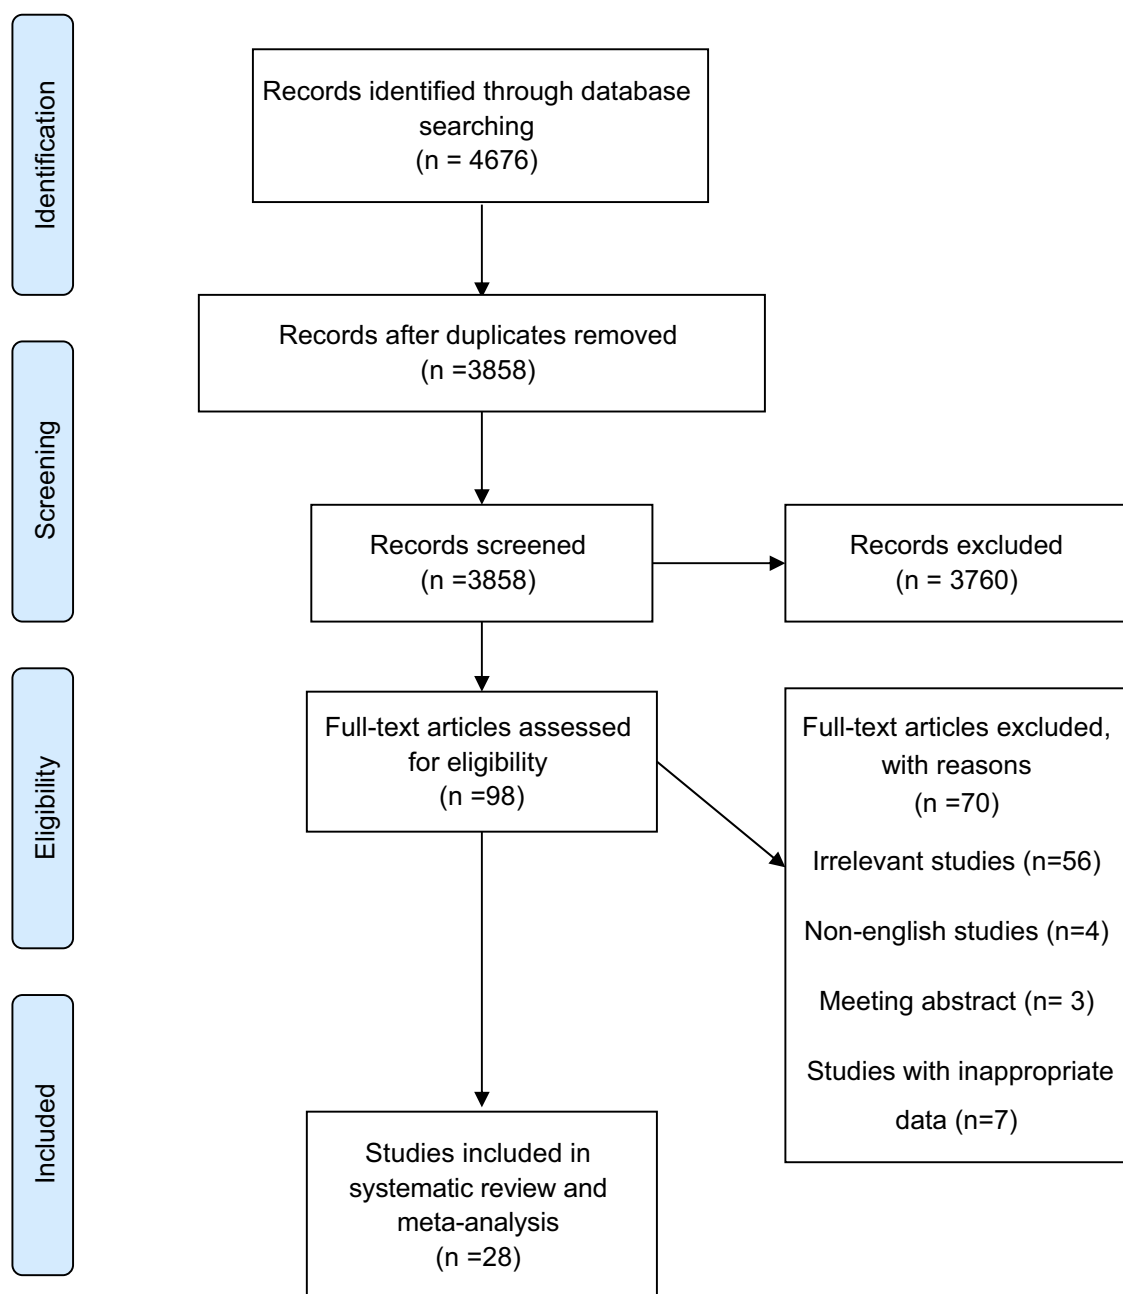 Identification
Records identified through database
searching
(n = 4676)
Records after duplicates removed
(n =3858)
Screening
Records screened
(n =3858)
Records excluded
(n = 3760)
Eligibility
Full-text articles assessed
for eligibility
(n =98)
Full-text articles excluded,
with reasons
(n =70)
Irrelevant studies (n=56)
Non-english studies (n=4)
Meeting abstract (n= 3)
Studies with inappropriate
data (n=7)
Included
Studies included in
systematic review and
meta-analysis
(n =28)